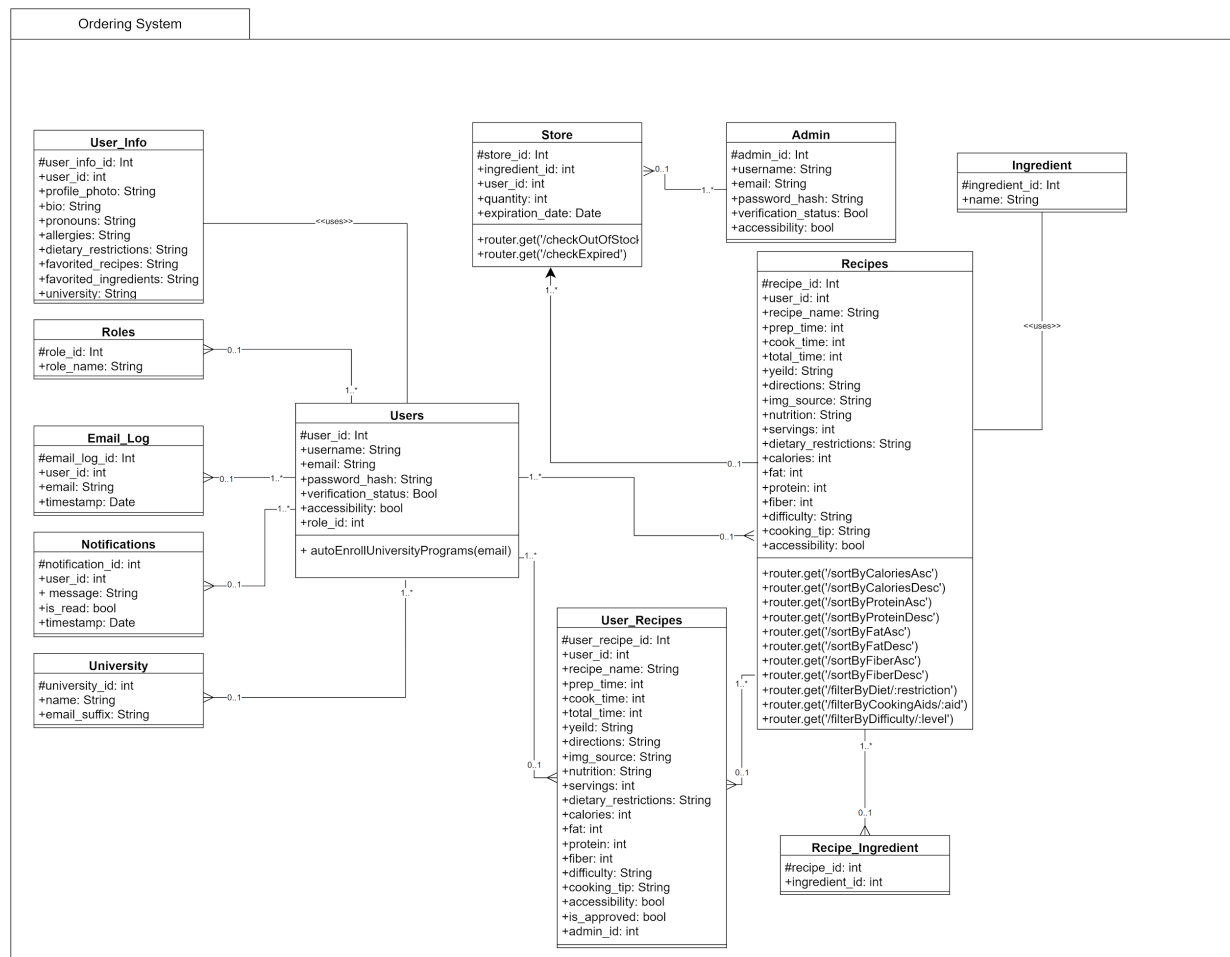 Ordering System
User_Info
#user_info_id: Int
+user_id: int
+profile_photo: String
+bio: String
+pronouns: String
+allergies: String
+dietary_restrictions: String
+favorited_recipes: String
+favorited_ingredients: String
+university: String
Roles
#role_id: Int
+role_name: String
Email_Log
#email_log_id: Int
+user_id: int
+email: String
+timestamp: Date
Notifications
#notification_id: int
+user_id: int
+ message: String
+is_read: bool
+timestamp: Date
University
#university_id: int
+name: String
+email_suffix: String
<<uses>>
0..1
1..*
0..1
1..*
1..*
0..1
1..*
0..1
Users
#user_id: Int
+username: String
+email: String
+password_hash: String
+verification_status: Bool
+accessibility: bool
+role_id: int
+ autoEnrollUniversityPrograms(email)
1..*
0..1
1..*
0..1
Store
#store_id: Int
+ingredient_id: int
+user_id: int
+quantity: int
+expiration_date: Date
+router.get('/checkOutOfStock
+router.get('/checkExpired')
0..1
1..*
1..*
0..1
Admin
#admin_id: Int
+username: String
+email: String
+password_hash: String
+verification_status: Bool
+accessibility: bool
Ingredient
#ingredient_id: Int
+name: String
<<uses>>
Recipes
#recipe_id: Int
+user_id: int
+recipe_name: String
+prep_time: int
+cook_time: int
+total_time: int
+yeild: String
+directions: String
+img_source: String
+nutrition: String
+servings: int
+dietary_restrictions: String
+calories: int
+fat: int
+protein: int
+fiber: int
+difficulty: String
+cooking_tip: String
+accessibility: bool
+router.get('/sortByCaloriesAsc')
+router.get('/sortByCaloriesDesc')
+router.get('/sortByProteinAsc')
+router.get('/sortByProteinDesc')
+router.get('/sortByFatAsc')
+router.get('/sortByFatDesc')
+router.get('/sortByFiberAsc')
+router.get('/sortByFiberDesc')
+router.get('/filterByDiet/:restriction')
+router.get('/filterByCookingAids/:aid')
+router.get('/filterByDifficulty/:level')
User_Recipes
#user_recipe_id: Int
+user_id: int
+recipe_name: String
+prep_time: int
+cook_time: int
+total_time: int
+yeild: String
+directions: String
+img_source: String
+nutrition: String
+servings: int
+dietary_restrictions: String
+calories: int
+fat: int
+protein: int
+fiber: int
+difficulty: String
+cooking_tip: String
+accessibility: bool
+is_approved: bool
+admin_id: int
1..*
0..1
1..*
0..1
Recipe_Ingredient
#recipe_id: int
+ingredient_id: int